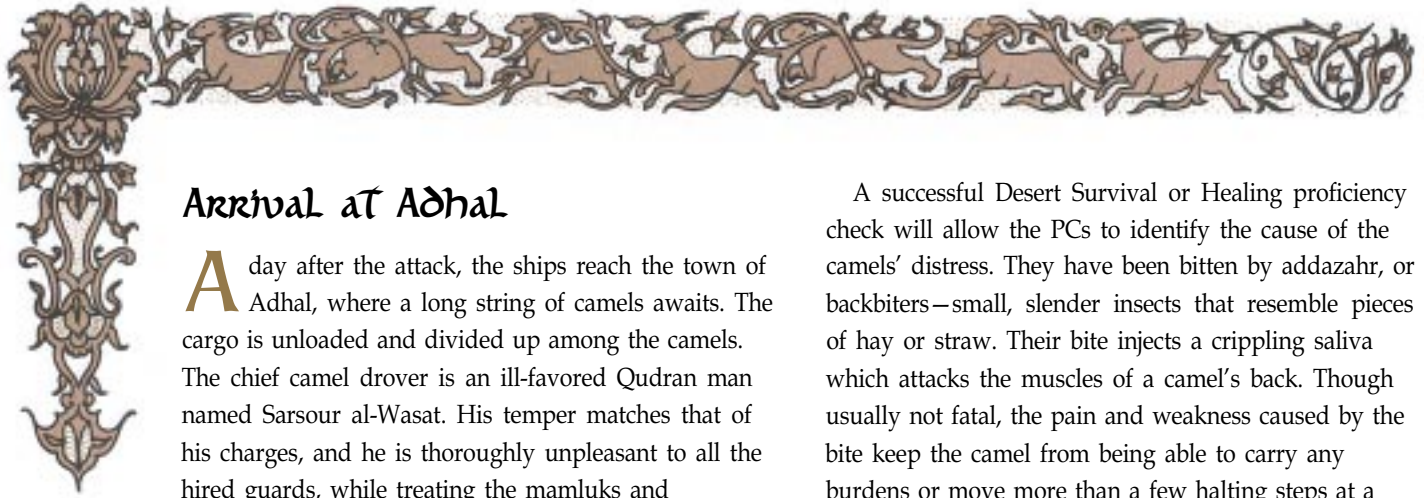 Arrival at Adhal
A day after the attack, the ships reach the town of
Adhal, where a long string of camels awaits. The
cargo is unloaded and divided up among the camels.
The chief camel drover is an ill-favored Qudran man
named Sarsour al-Wasat. His temper matches that of
his charges, and he is thoroughly unpleasant to all the
hired guards, while treating the mamluks and
A successful Desert Survival or Healing proficiency
check will allow the PCs to identify the cause of the
camels' distress. They have been bitten by addazahr, or
backbiters—small, slender insects that resemble pieces
of hay or straw. Their bite injects a crippling saliva
which attacks the muscles of a camel's back. Though
usually not fatal, the pain and weakness caused by the
bite keep the camel from being able to carry any
burdens or move more than a few halting steps at a